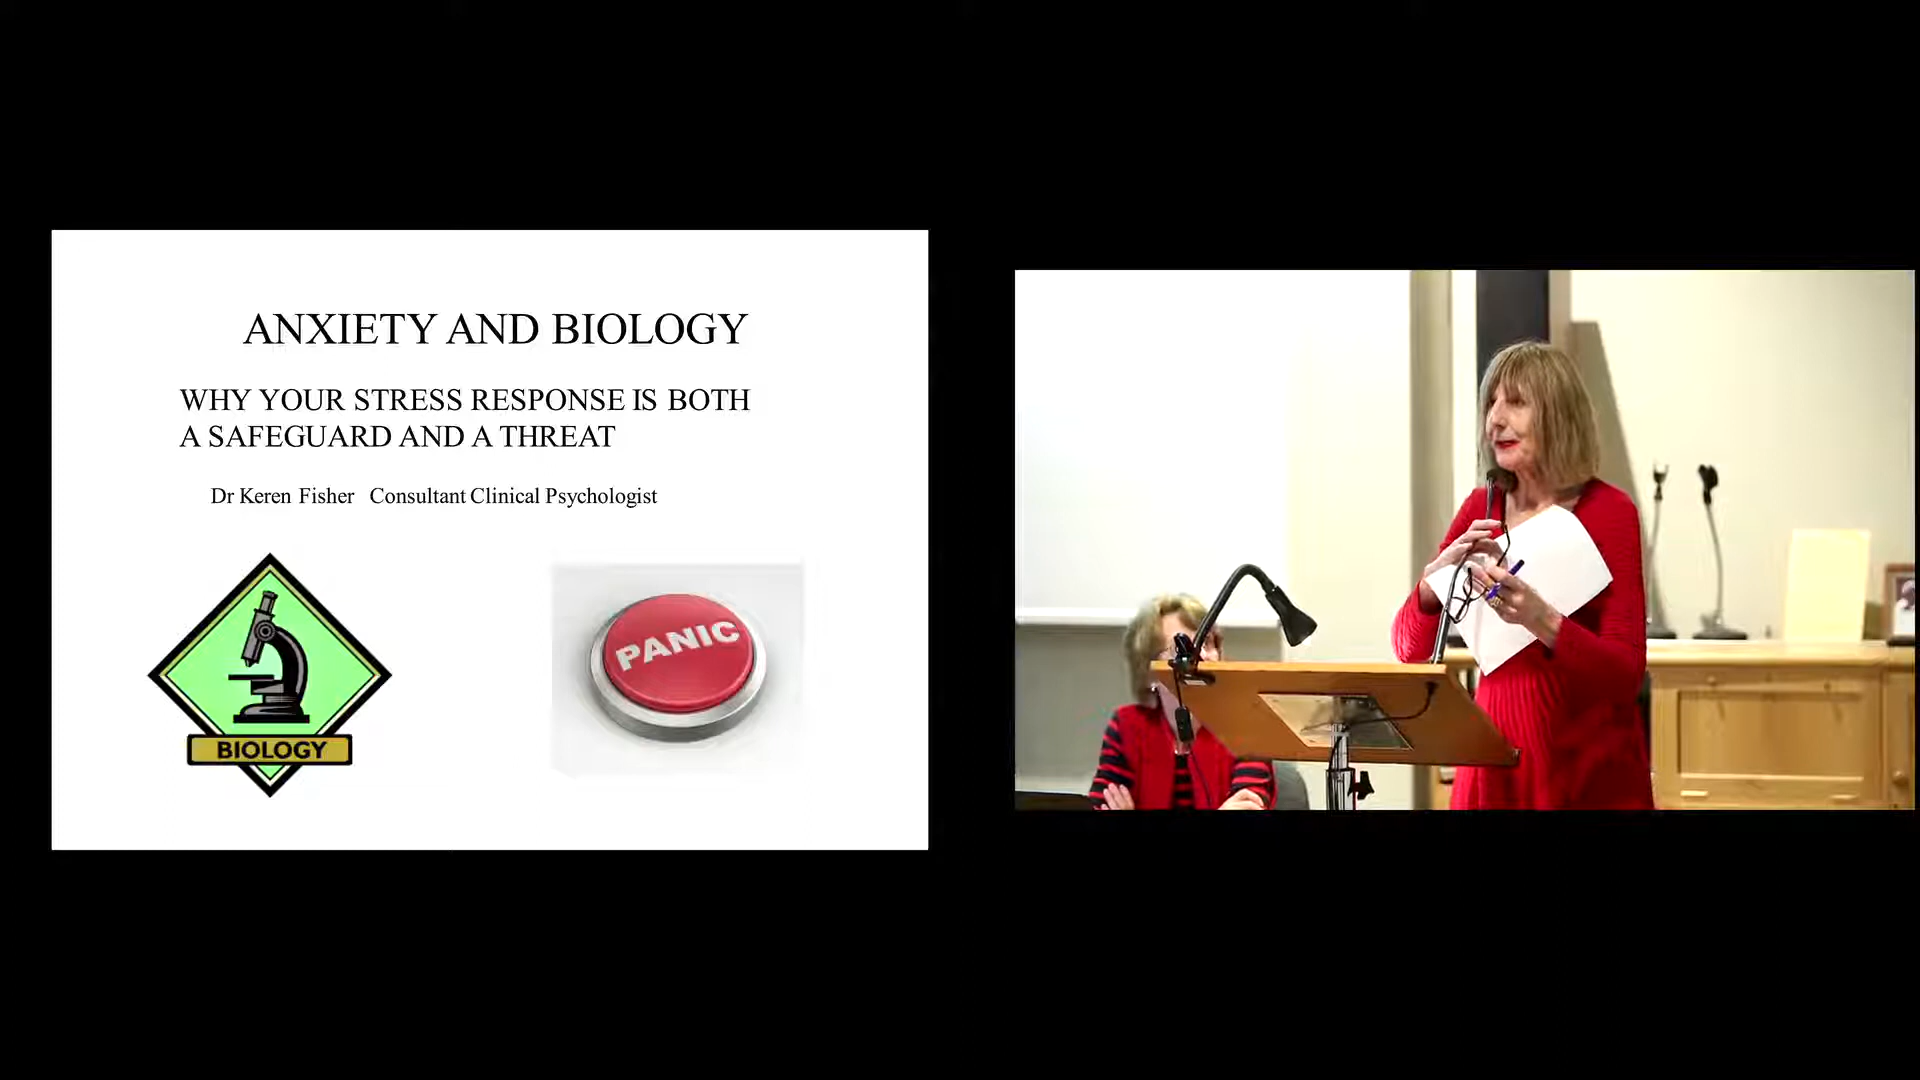 ANXIETY AND BIOLOGY
WHY YOUR STRESS RESPONSE IS BOTH
A SAFEGUARD AND A THREAT
Dr Keren Fisher Consultant Clinical Psychologist
BIOLOGY
PANIC